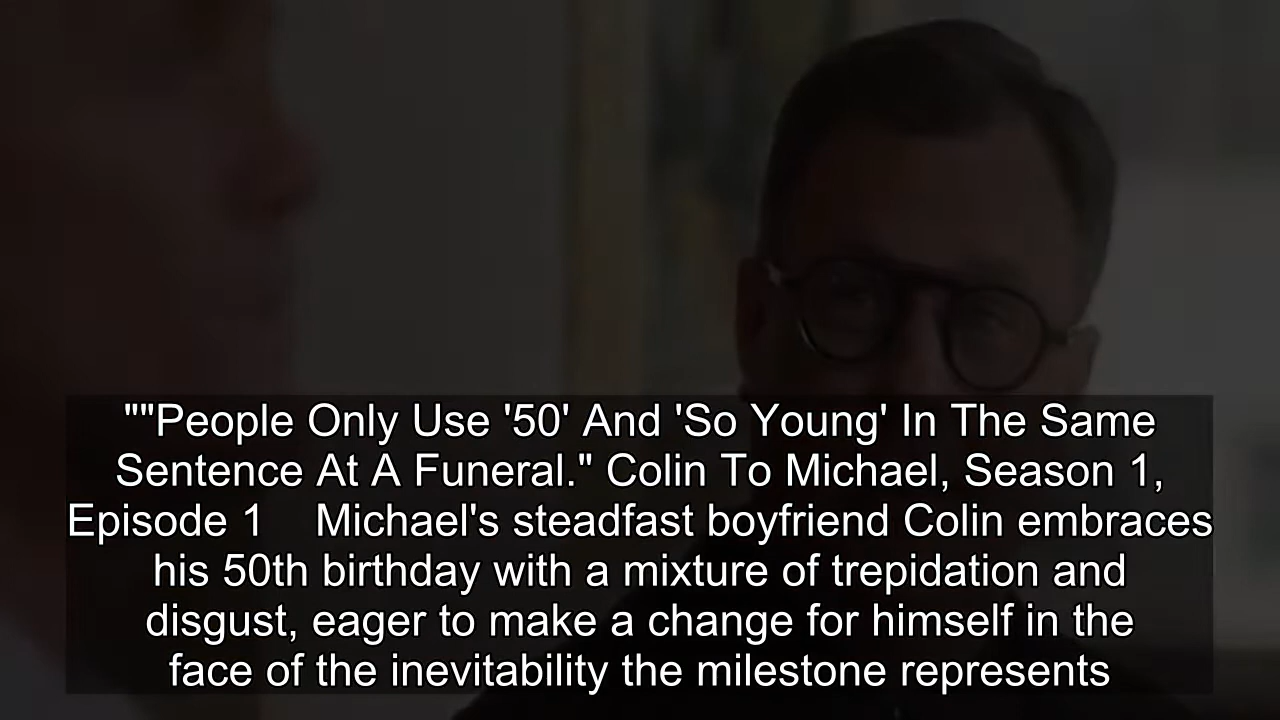 ""People Only Use '50' And 'So Young' In The Same
Sentence At A Funeral." Colin To Michael, Season 1,
Episode 1    Michael's steadfast boyfriend Colin embraces
his 50th birthday with a mixture of trepidation and
disgust, eager to make a change for himself in the
face of the inevitability the milestone represents